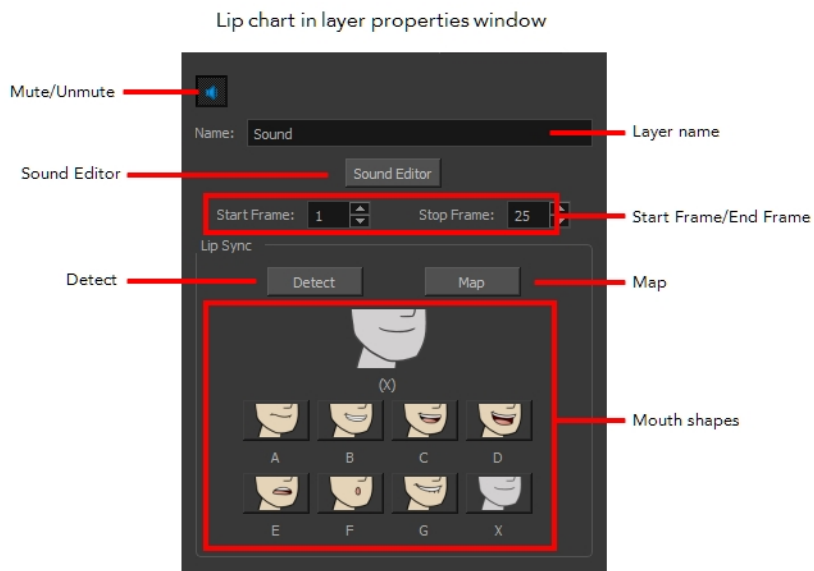 Lip chart in layer properties window
Mute/Unmute
Name: Sound
Layer name
Sound Editor
Sound Editor
Start Frame: 1 Stop Frame: 25
Start Frame/End Frame
Lip Sync
Detect
Detect
Map
Map
(X)
Mouth shapes
A B C D
E F G X